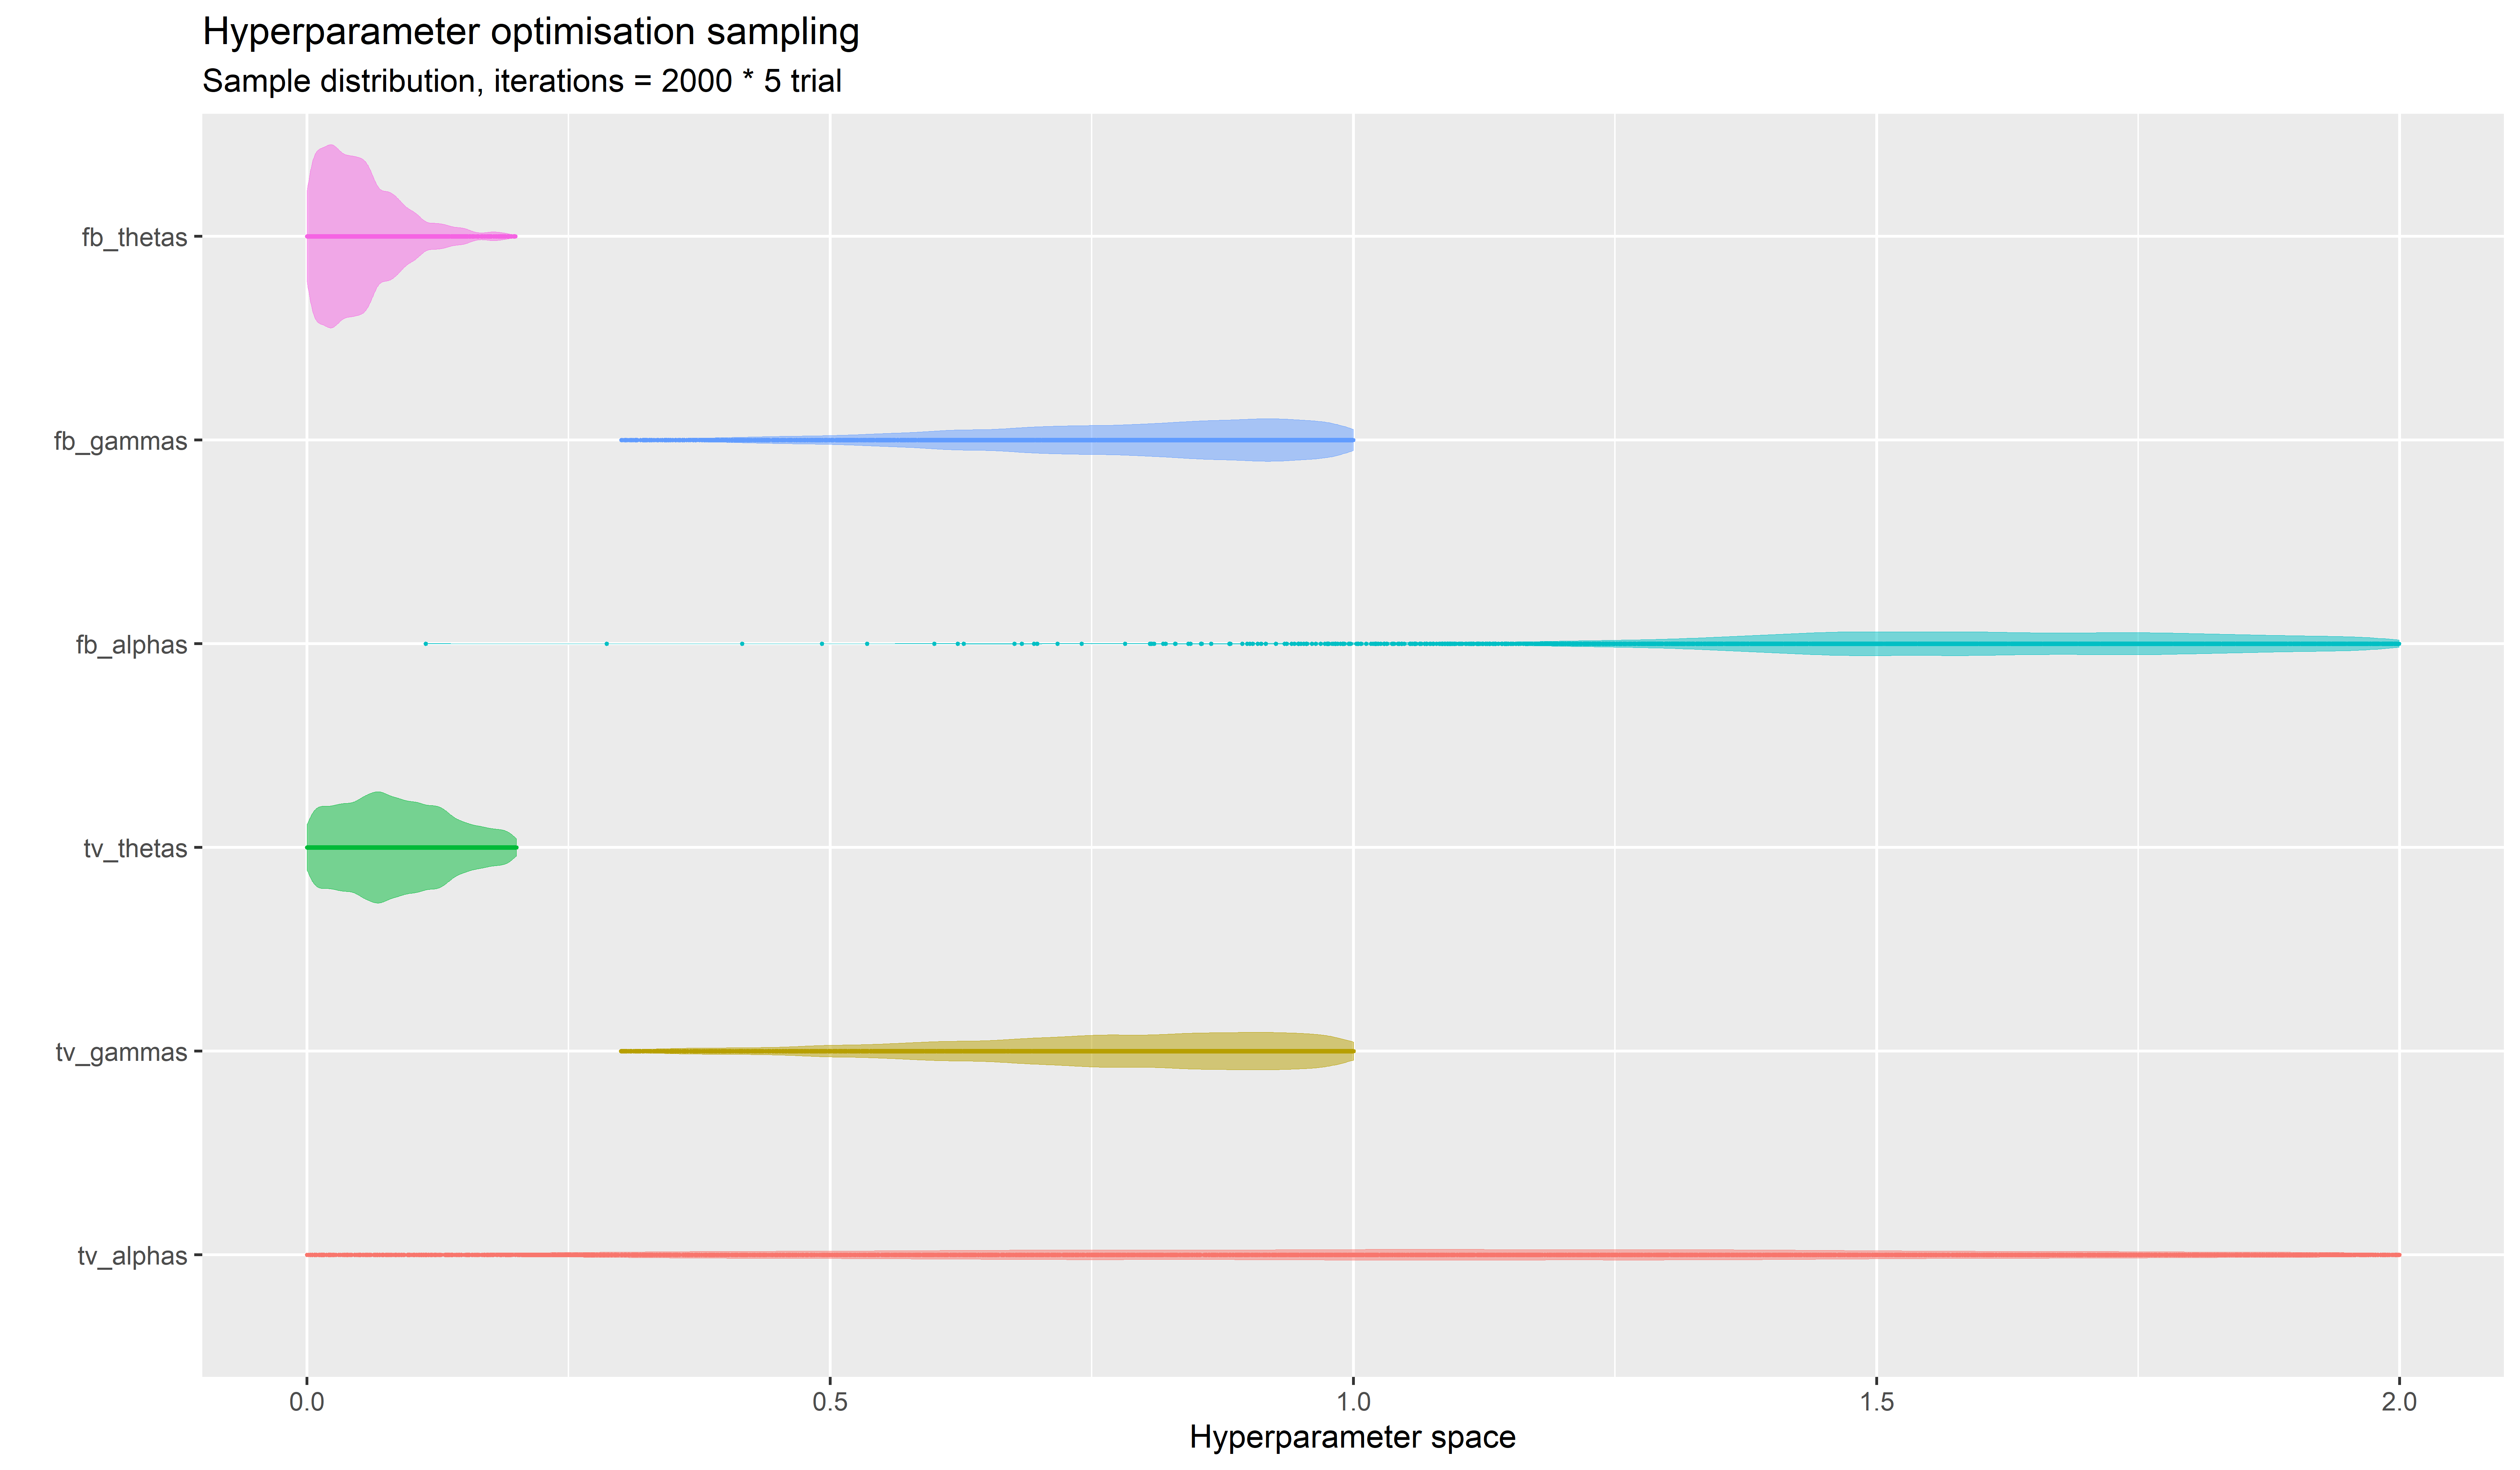 Hyperparameter optimisation sampling
Sample distribution, iterations = 2000 * 5 trial
fb_thetas
fb_gammas
fb_alphas
tv_thetas
tv_gammas
tv_alphas
0.0 0.5 1.0 1.5 2.0
Hyperparameter space